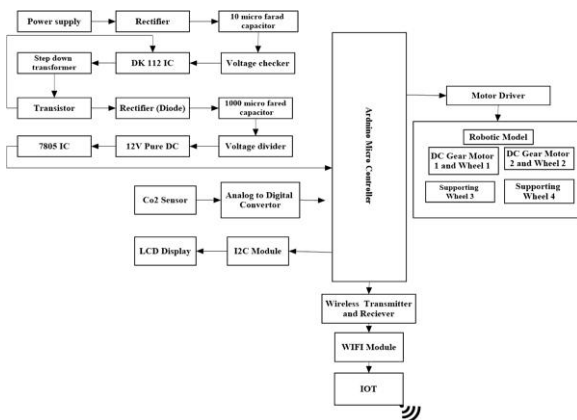 Power supply
Rectifier
10 micro farad
capacitor
Step down
transformer
DK 112 IC
Voltage checker
Transistor
Rectifier (Diode)
1000 micro fared
capacitor
7805 IC
12V Pure DC
Voltage divider
Co2 Sensor
Analog to Digital
Convertor
LCD Display
I2C Module
Ardnino Micro Controller
Motor Driver
Robotic Model
DC Gear Motor
1 and Wheel 1
DC Gear Motor
2 and Wheel 2
Supporting
Wheel 3
Supporting
Wheel 4
Wireless Transmitter
and Reciever
WIFI Module
IOT